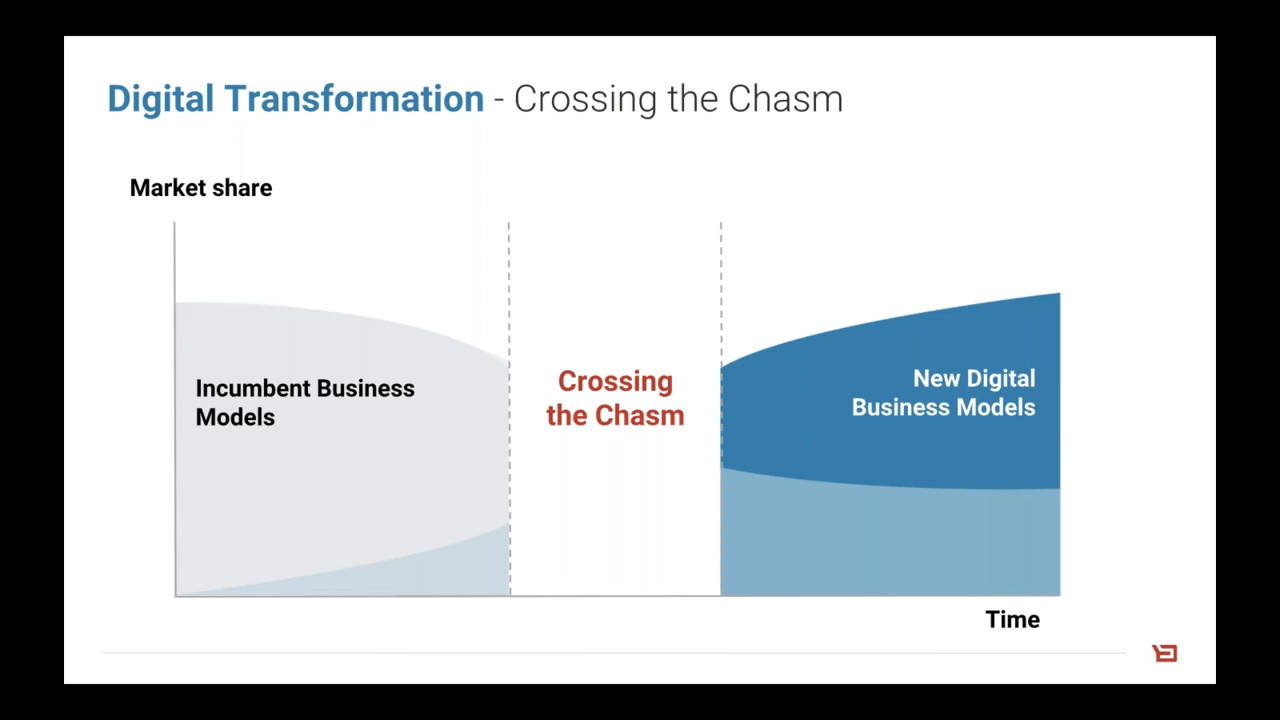 Digital Transformation - Crossing the Chasm
Market share
Incumbent Business
Models
Crossing
the Chasm
New Digital
Business Models
Time